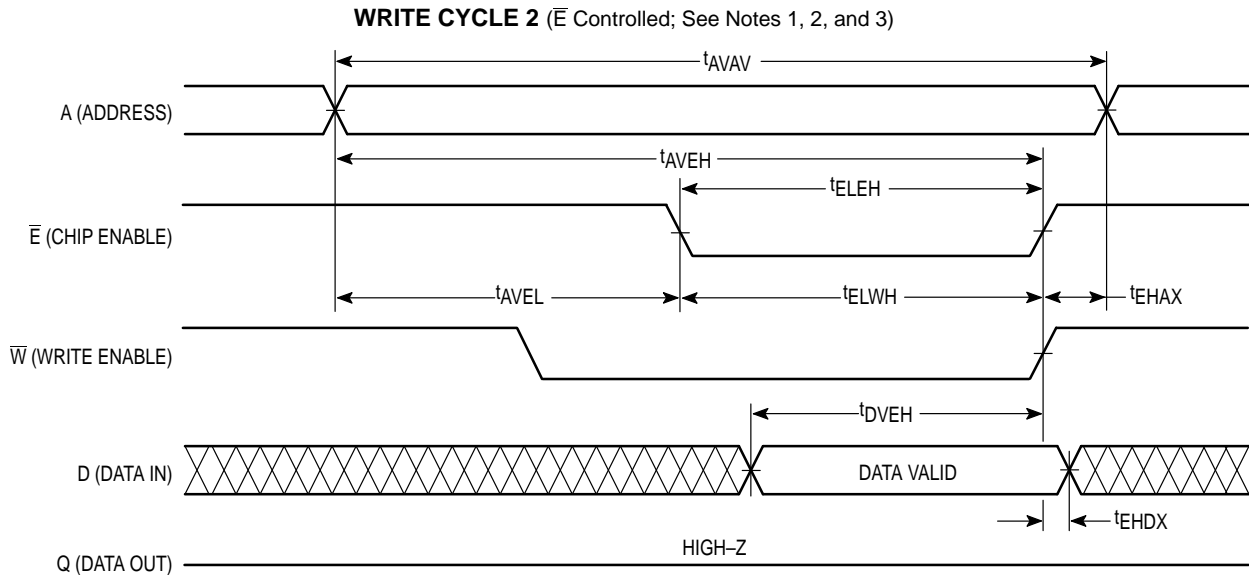 WRITE CYCLE 2 (E̅ Controlled; See Notes 1, 2, and 3)
tAVAV
A (ADDRESS)
tAVEH
tELEH
E̅ (CHIP ENABLE)
tAVEL
tELWH
tEHAX
W̅ (WRITE ENABLE)
tDVEH
D (DATA IN)
DATA VALID
tEHDX
HIGH–Z
Q (DATA OUT)